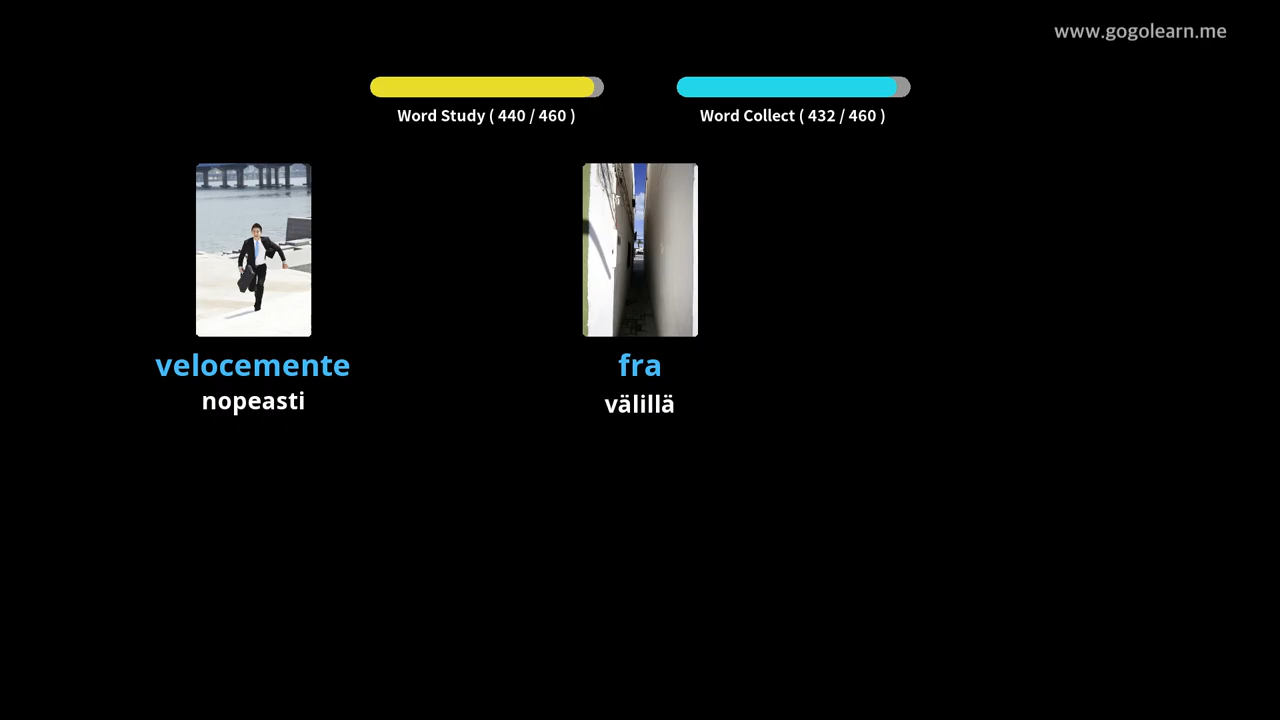 www.gogolearn.me
Word Study ( 440 / 460 )
Word Collect ( 432 / 460 )
velocemente
nopeasti
fra
välillä